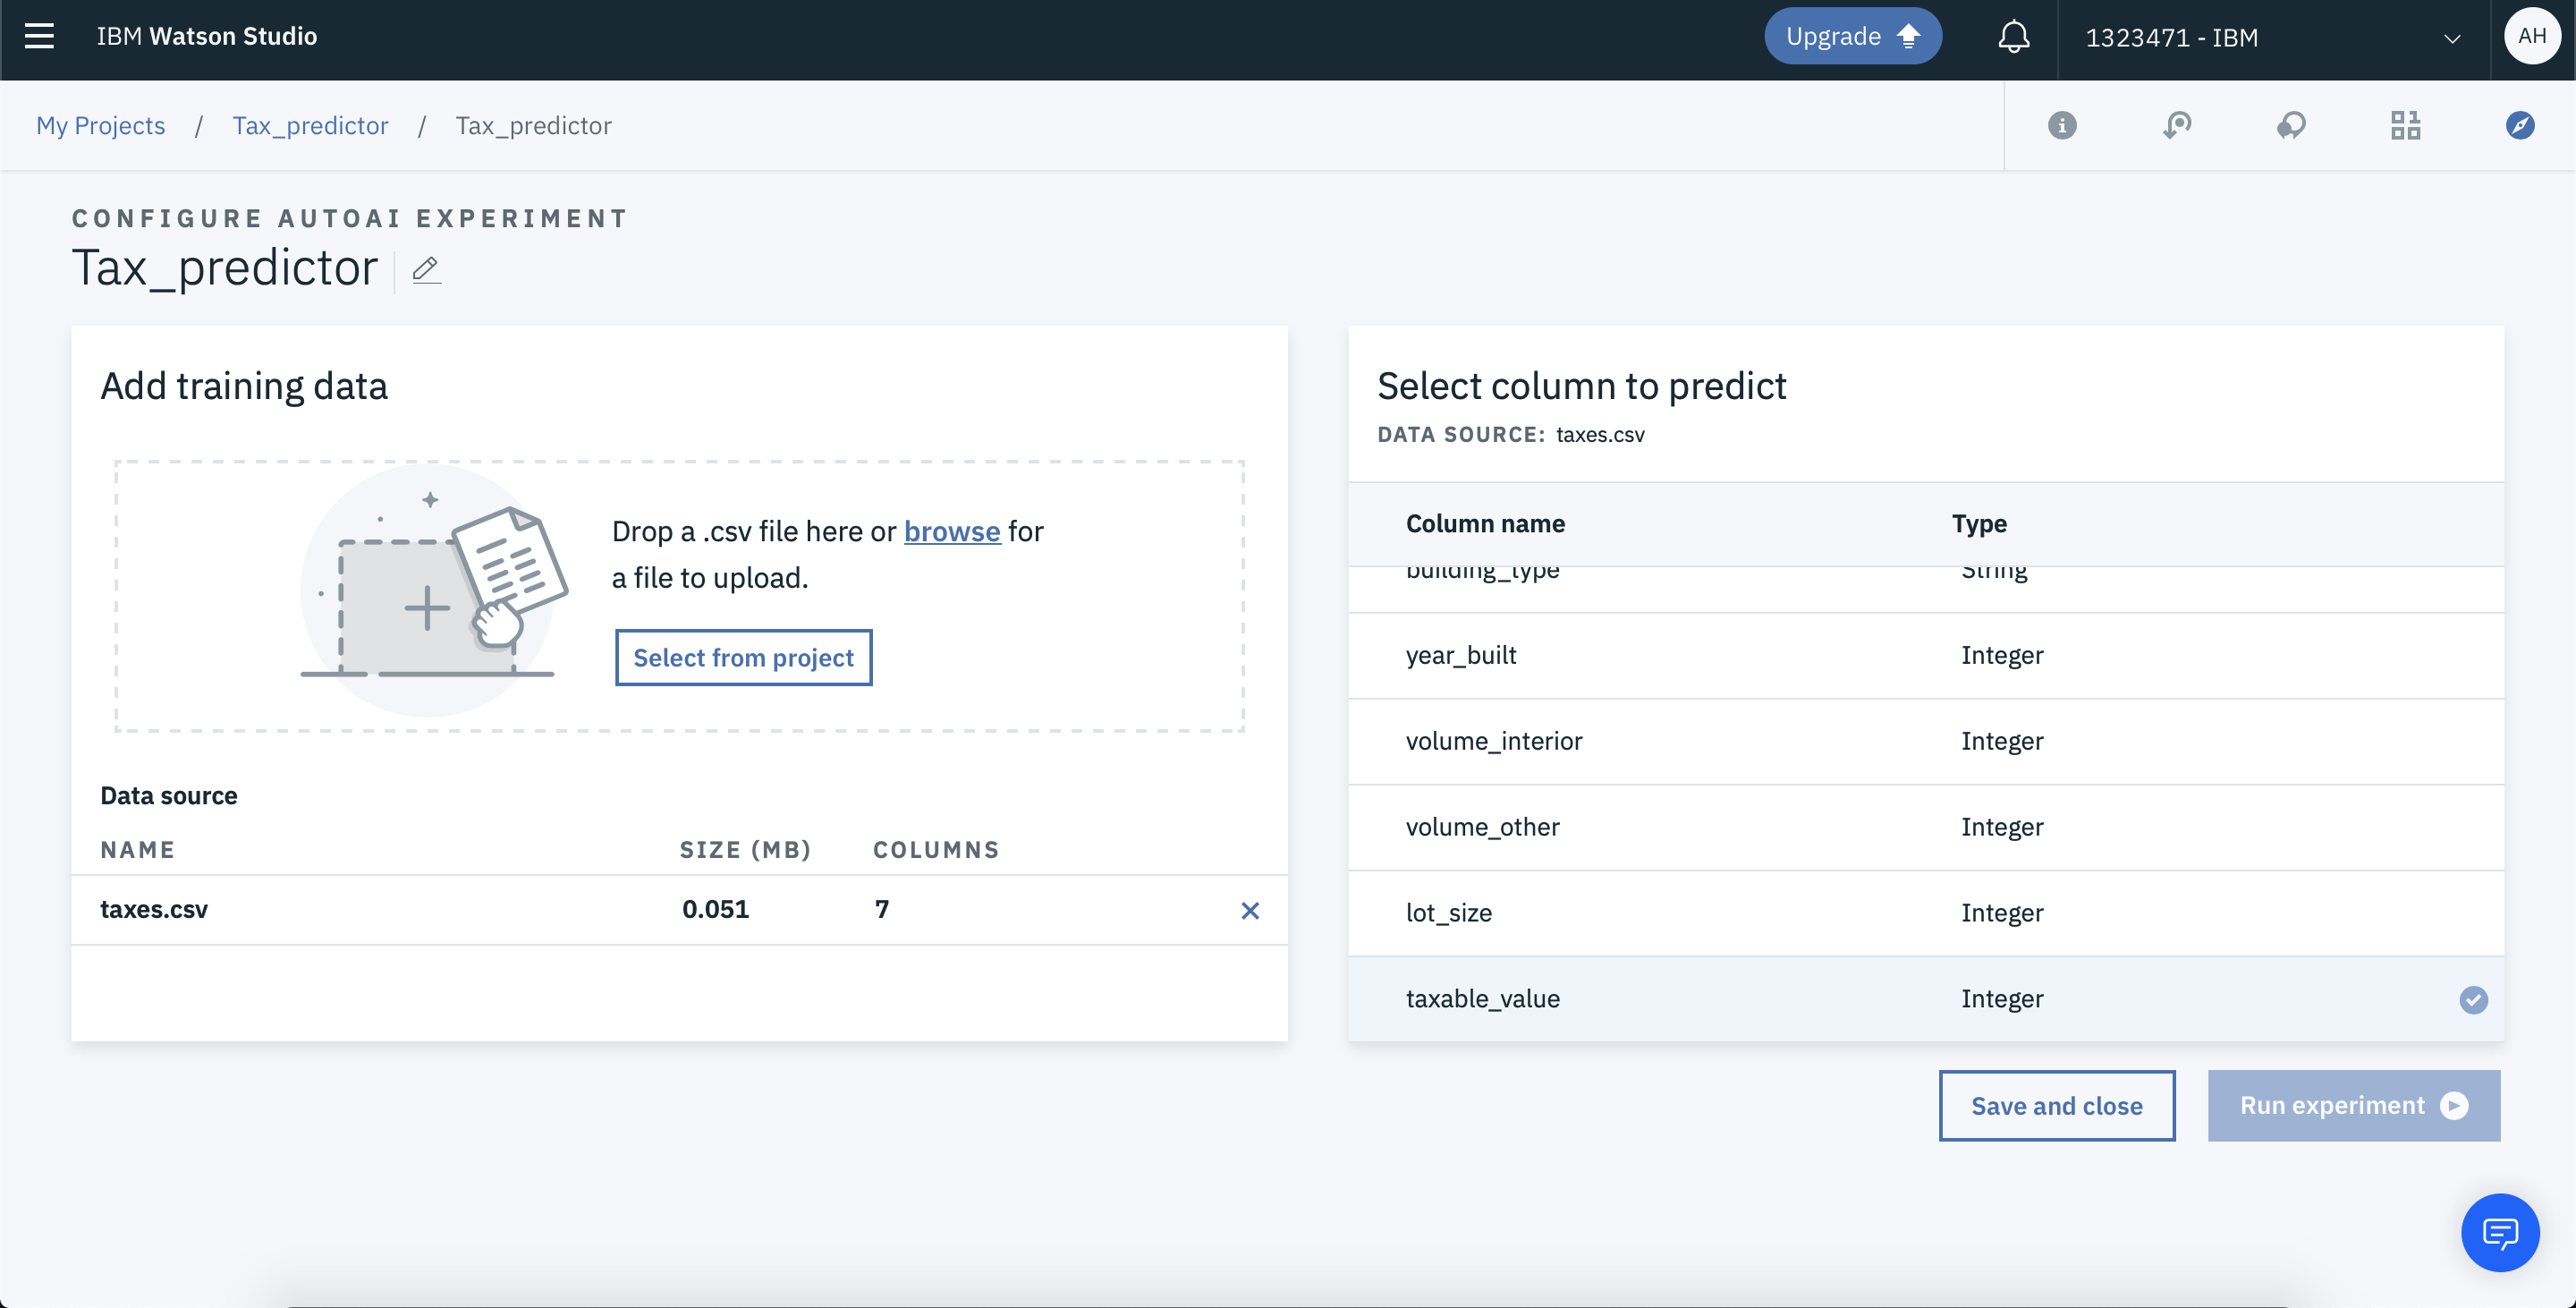 IBM Watson Studio
Upgrade
1323471 - IBM
AH
My Projects / Tax_predictor / Tax_predictor
CONFIGURE AUTOAI EXPERIMENT
Tax_predictor
Add training data
Drop a .csv file here or browse for
a file to upload.
Select from project
Data source
NAME SIZE (MB) COLUMNS
taxes.csv 0.051 7
Select column to predict
DATA SOURCE: taxes.csv
Column name Type
building_type String
year_built Integer
volume_interior Integer
volume_other Integer
lot_size Integer
taxable_value Integer
Save and close
Run experiment